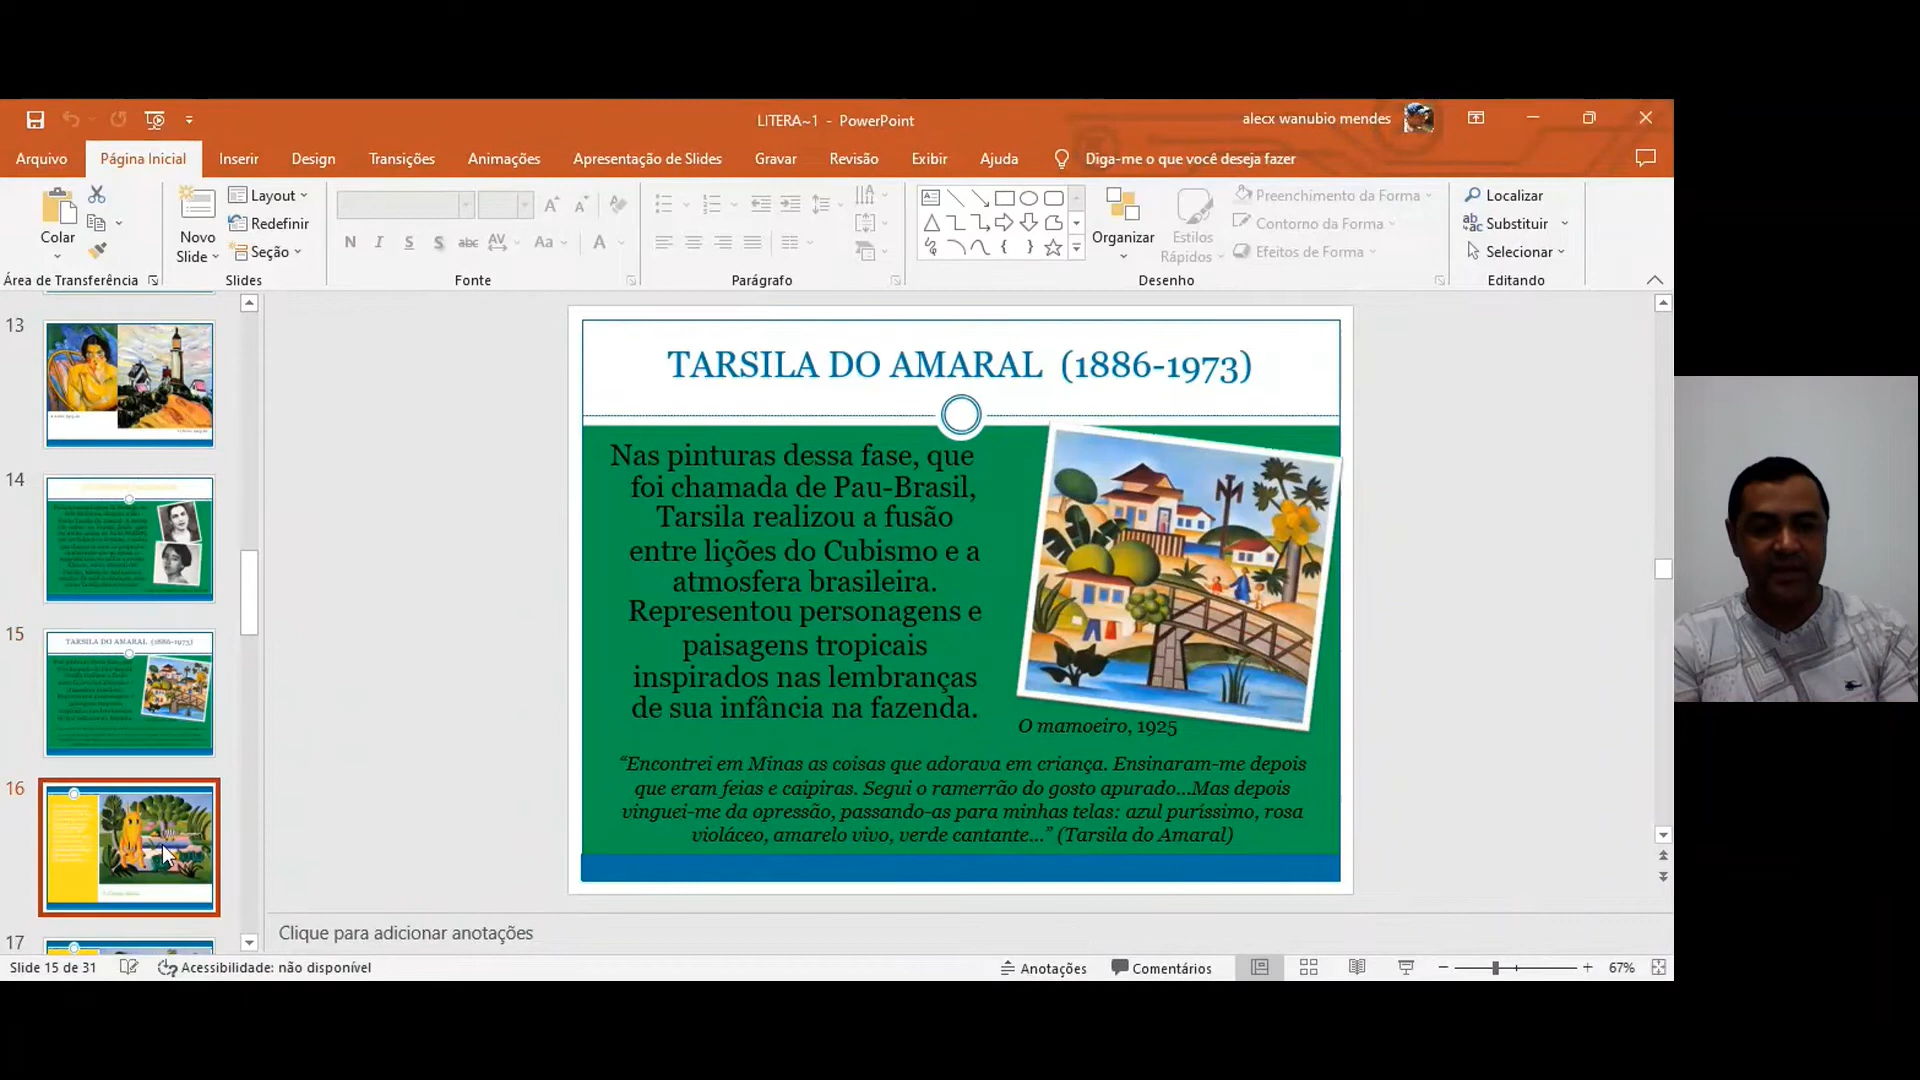 LITERA~1 - PowerPoint
alecx wanubio mendes
Arquivo Página Inicial Inserir Design Transições Animações Apresentação de Slides Gravar Revisão Exibir Ajuda Diga-me o que você deseja fazer
Colar
Área de Transferência
Novo
Slide
Layout
Redefinir
Seção
Slides
N I S S abc AV Aa A
Fonte
Parágrafo
Organizar
Estilos
Rápidos
Preenchimento da Forma
Contorno da Forma
Efeitos de Forma
Desenho
Localizar
Substituir
Selecionar
Editando
13
14
15
TARSILA DO AMARAL (1886-1973)
16
17
TARSILA DO AMARAL (1886-1973)
Nas pinturas dessa fase, que
foi chamada de Pau-Brasil,
Tarsila realizou a fusão
entre lições do Cubismo e a
atmosfera brasileira.
Representou personagens e
paisagens tropicais
inspirados nas lembranças
de sua infância na fazenda.
O mamoeiro, 1925
“Encontrei em Minas as coisas que adorava em criança. Ensinaram-me depois
que eram feias e caipiras. Segui o ramerrão do gosto apurado...Mas depois
vinguei-me da opressão, passando-as para minhas telas: azul puríssimo, rosa
violáceo, amarelo vivo, verde cantante...” (Tarsila do Amaral)
Clique para adicionar anotações
Slide 15 de 31
Acessibilidade: não disponível
Anotações
Comentários
67%